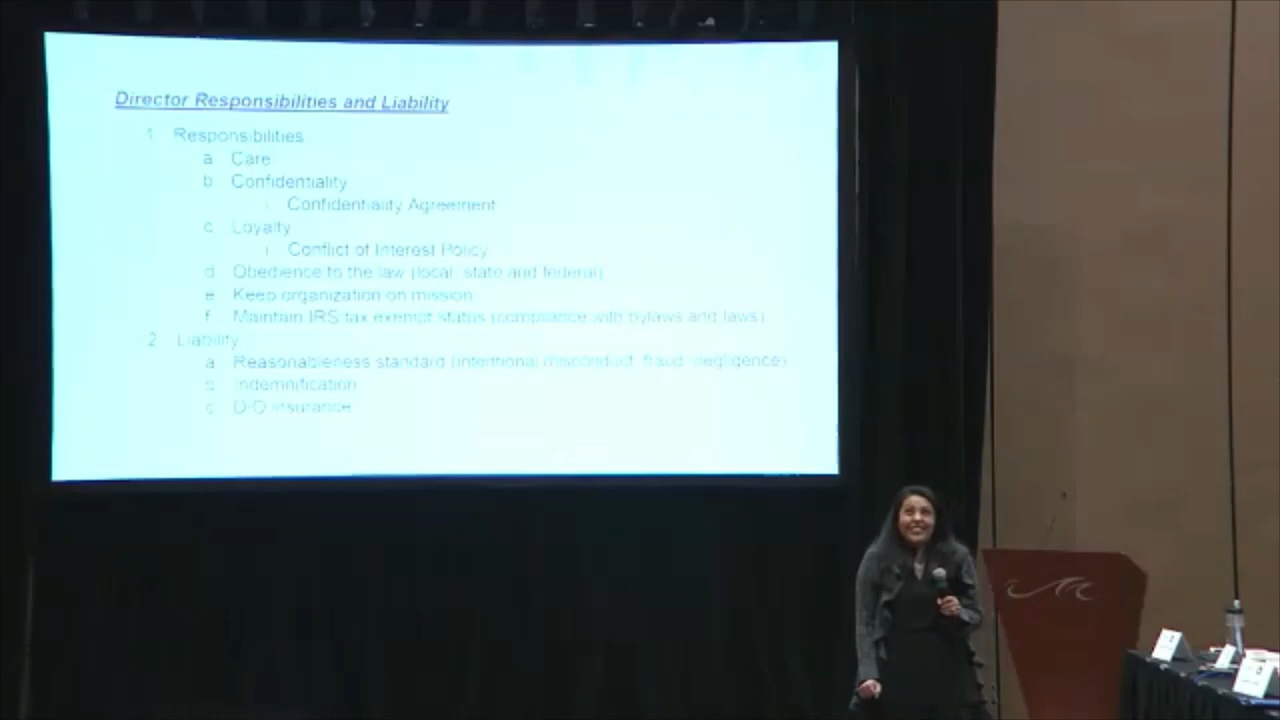 Director Responsibilities and Liability
1 Responsibilities
a Care
b Confidentiality
i Confidentiality Agreement
c Loyalty
i Conflict of Interest Policy
d Obedience to the law (local, state and federal)
e Keep organization on mission
f Maintain IRS tax exempt status (compliance with bylaws and laws)
2 Liability
a Reasonableness standard (intentional misconduct, fraud, negligence)
b Indemnification
c D/O insurance